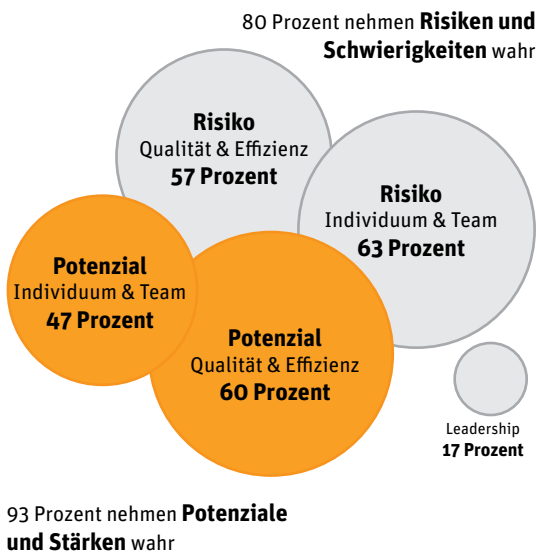 80 Prozent nehmen Risiken und
Schwierigkeiten wahr
Risiko
Qualität & Effizienz
57 Prozent
Risiko
Individuum & Team
63 Prozent
Potenzial
Individuum & Team
47 Prozent
Potenzial
Qualität & Effizienz
60 Prozent
Leadership
17 Prozent
93 Prozent nehmen Potenziale
und Stärken wahr